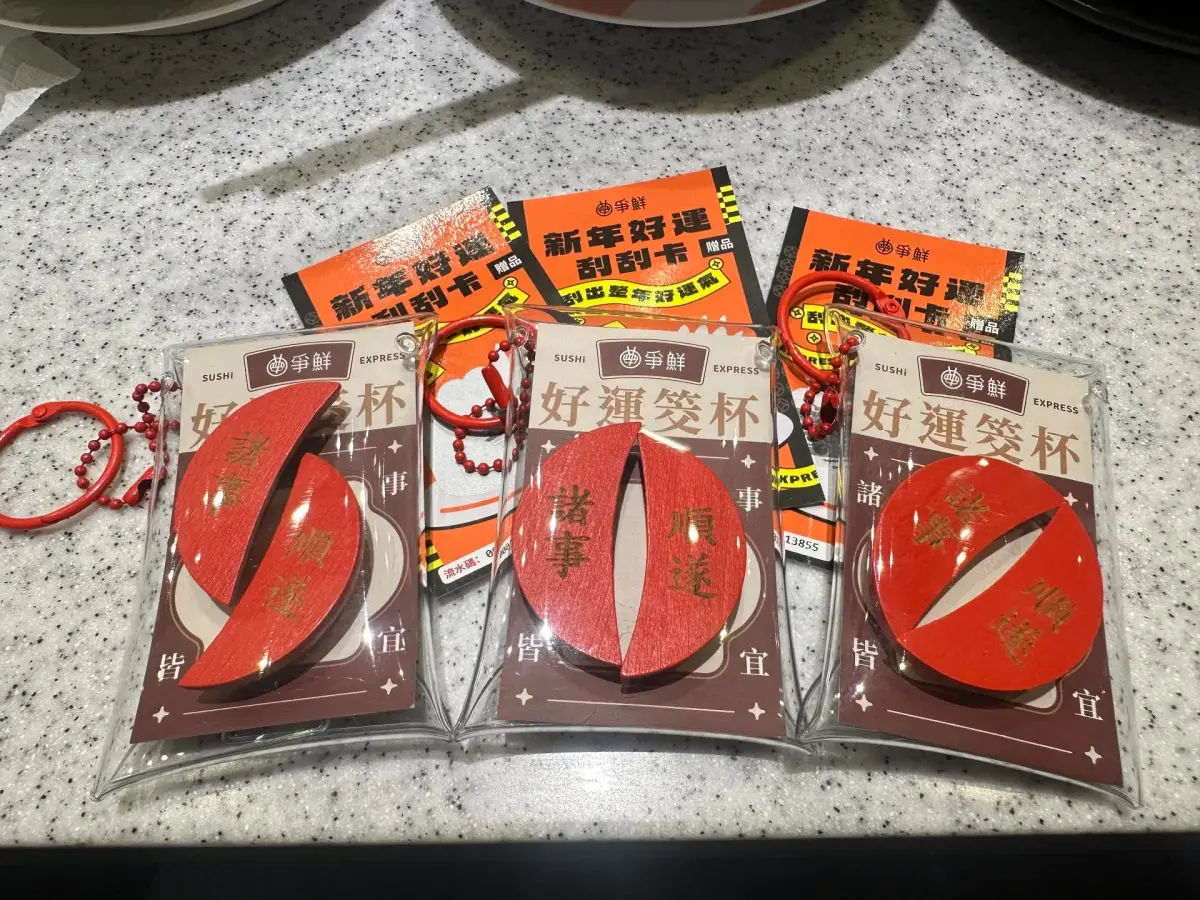 爭鮮
新年好運
刮刮卡
贈品
爭鮮
新年好運
刮刮卡
贈品
刮出整年好運氣
爭鮮
新年好運
刮刮卡
贈品
流水碼:
13855
SUSHi 爭鮮 EXPRESS
好運筊杯
諸事
順遂
事
皆
宜
SUSHi 爭鮮 EXPRESS
好運筊杯
諸事
順遂
事
皆
宜
SUSHi 爭鮮 EXPRESS
好運筊杯
諸
諸事
順遂
皆
宜